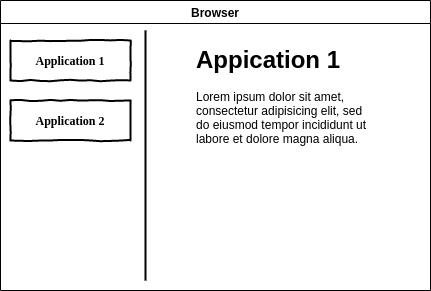 Browser
Application 1
Application 2
Appication 1
Lorem ipsum dolor sit amet,
consectetur adipisicing elit, sed
do eiusmod tempor incididunt ut
labore et dolore magna aliqua.